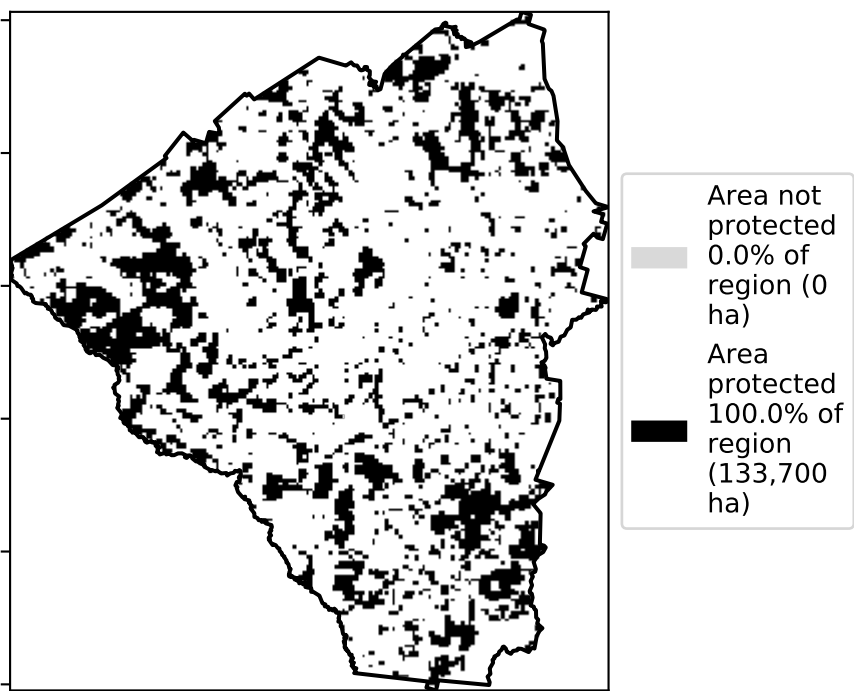 Area not
protected
0.0% of
region (0
ha)
Area
protected
100.0% of
region
(133,700
ha)